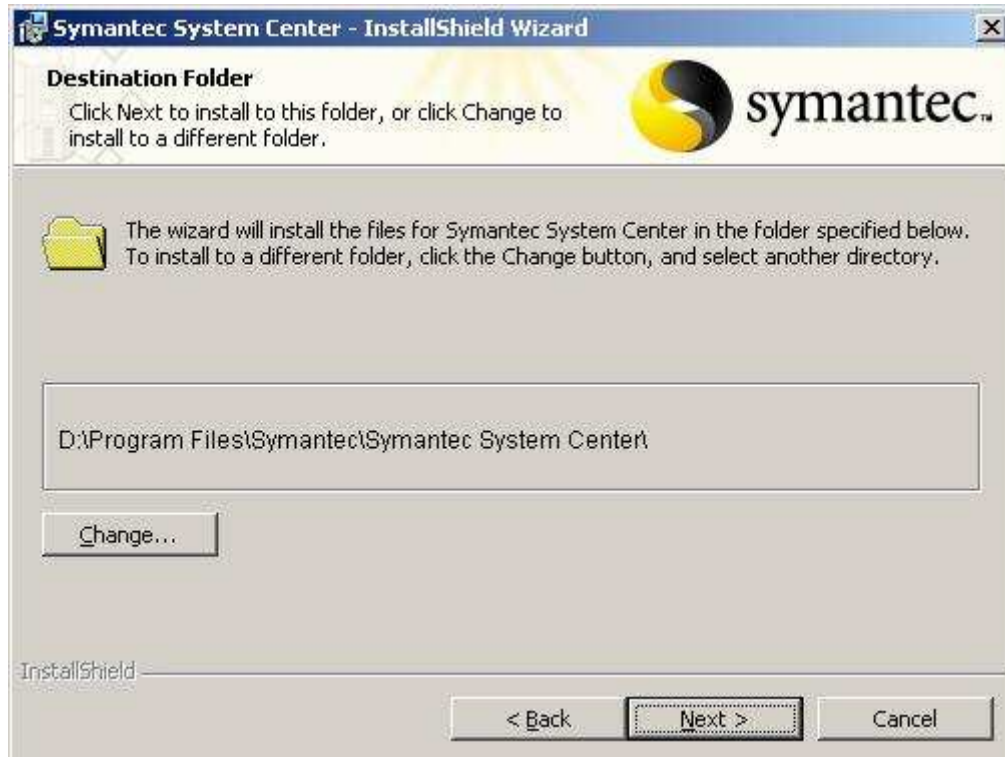 Symantec System Center - InstallShield Wizard
Destination Folder
Click Next to install to this folder, or click Change to
install to a different folder.
symantec.
TM
The wizard will install the files for Symantec System Center in the folder specified below.
To install to a different folder, click the Change button, and select another directory.
D:\Program Files\Symantec\Symantec System Center\
Change...
InstallShield
< Back
Next >
Cancel